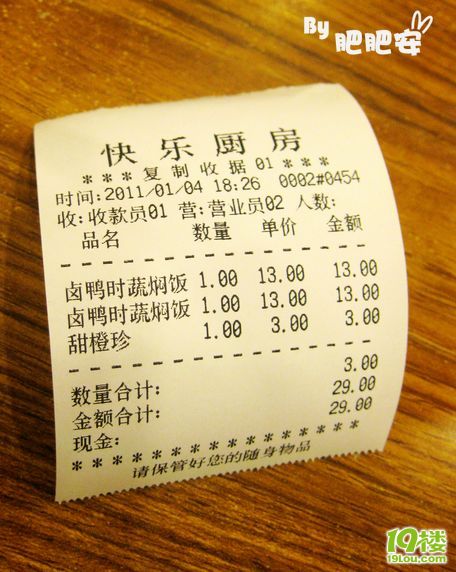 By 肥肥安
快乐厨房
***复制收据01***
时间:2011/01/04 18:26 0002#0454
收:收款员01 营:营业员02 人数:
品名 数量 单价 金额
--------------------
卤鸭时蔬焖饭 1.00 13.00 13.00
卤鸭时蔬焖饭 1.00 13.00 13.00
甜橙珍 1.00 3.00 3.00
--------------------
数量合计: 3.00
金额合计: 29.00
现金: 29.00
* * * * * * * * * * * * * * * *
请保管好您的随身物品
19楼
19lou.com